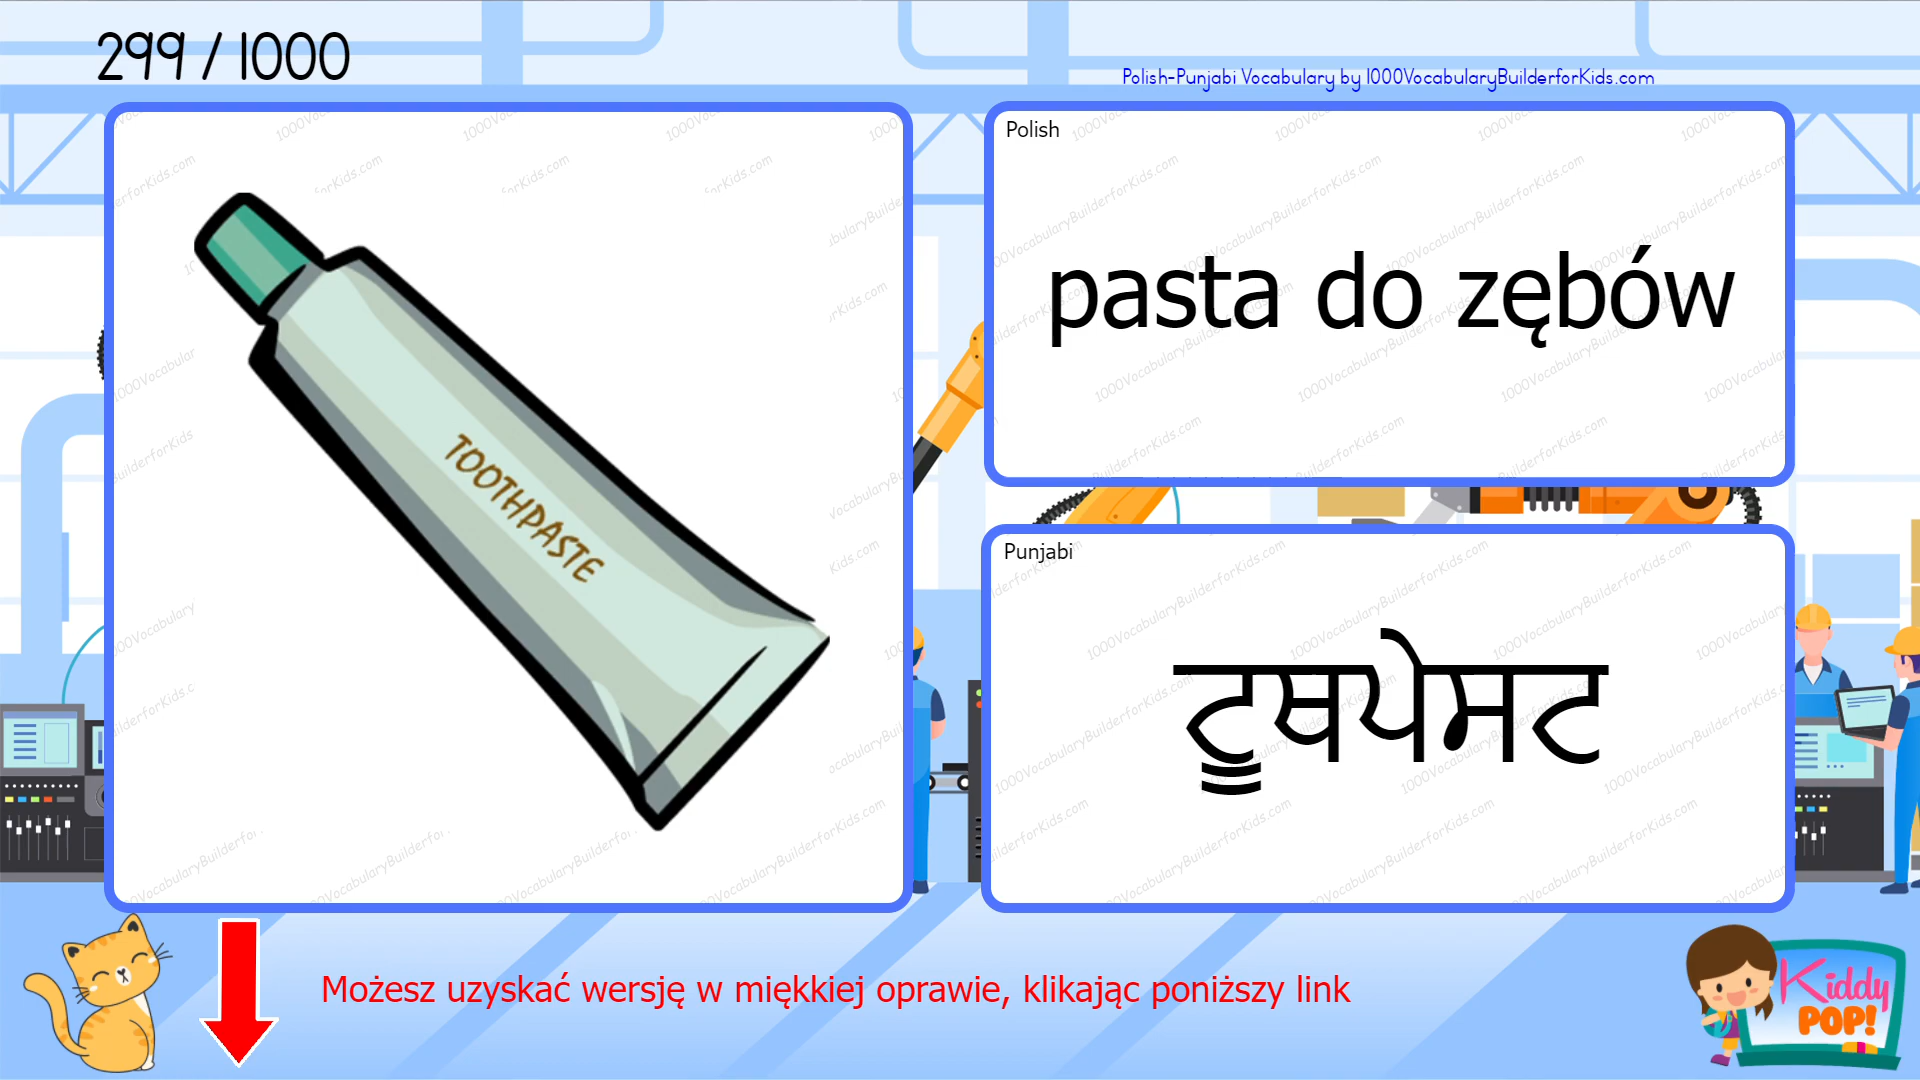 299 / 1000
Polish-Punjabi Vocabulary by 1000VocabularyBuilderforKids.com
TOOTHPASTE
Polish
pasta do zębów
Punjabi
ਟੂਥਪੇਸਟ
Możesz uzyskać wersję w miękkiej oprawie, klikając poniższy link
Kiddy
POP!